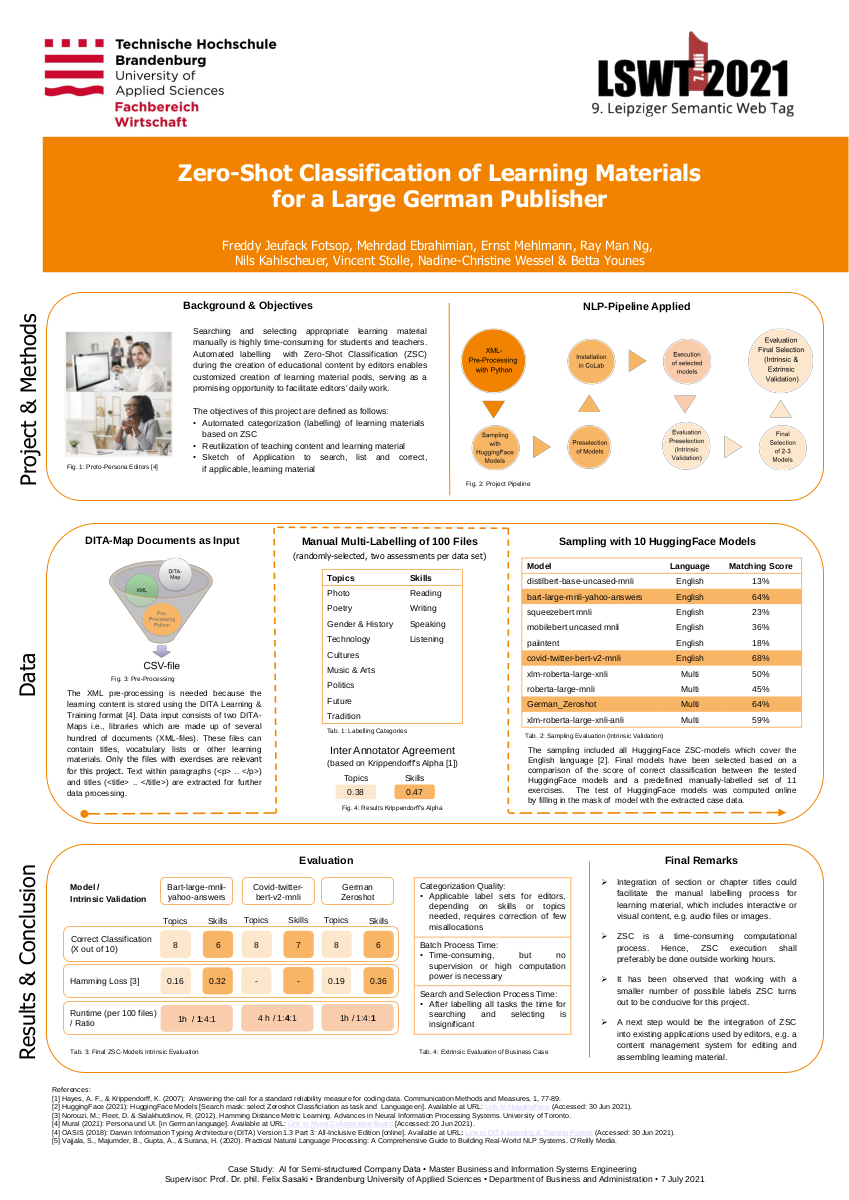 Technische Hochschule
Brandenburg
University of
Applied Sciences
Fachbereich
Wirtschaft
7.Juli
LSWT 2021
9. Leipziger Semantic Web Tag
Zero-Shot Classification of Learning Materials
for a Large German Publisher
Freddy Jeufack Fotsop, Mehrdad Ebrahimian, Ernst Mehlmann, Ray Man Ng,
Nils Kahlscheuer, Vincent Stolle, Nadine-Christine Wessel & Betta Younes
Project & Methods
Background & Objectives
Searching and selecting appropriate learning material
manually is highly time-consuming for students and teachers.
Automated labelling with Zero-Shot Classification (ZSC)
during the creation of educational content by editors enables
customized creation of learning material pools, serving as a
promising opportunity to facilitate editors' daily work.
The objectives of this project are defined as follows:
• Automated categorization (labelling) of learning materials
based on ZSC
• Reutilization of teaching content and learning material
• Sketch of Application to search, list and correct,
if applicable, learning material
Fig. 1: Proto-Persona Editors [4]
NLP-Pipeline Applied
XML-
Pre-Processing
with Python
Sampling
with
HuggingFace
Models
Installation
in CoLab
Preselection
of Models
Execution
of selected
models
Evaluation
Preselection
(Intrinsic
Validation)
Evaluation
Final Selection
(Intrinsic &
Extrinsic
Validation)
Final
Selection
of 2-3
Models
Fig. 2: Project Pipeline
Data
DITA-Map Documents as Input
DITA-
Map
XML
Pre-
Processing
Python
CSV-file
Fig. 3: Pre-Processing
The XML pre-processing is needed because the
learning content is stored using the DITA Learning &
Training format [4]. Data input consists of two DITA-
Maps i.e., libraries which are made up of several
hundred of documents (XML-files). These files can
contain titles, vocabulary lists or other learning
materials. Only the files with exercises are relevant
for this project. Text within paragraphs (<p> .. </p>)
and titles (<title> .. </title>) are extracted for further
data processing.
Manual Multi-Labelling of 100 Files
(randomly-selected, two assessments per data set)
Topics Skills
Photo Reading
Poetry Writing
Gender & History Speaking
Technology Listening
Cultures
Music & Arts
Politics
Future
Tradition
Tab. 1: Labelling Categories
Inter Annotator Agreement
(based on Krippendorff's Alpha [1])
Topics Skills
0.38 0.47
Fig. 4: Results Krippendorff's Alpha
Sampling with 10 HuggingFace Models
Model Language Matching Score
distilbert-base-uncased-mnli English 13%
bart-large-mnli-yahoo-answers English 64%
squeezebert mnli English 23%
mobilebert uncased mnli English 36%
paiintent English 18%
covid-twitter-bert-v2-mnli English 68%
xlm-roberta-large-xnli Multi 50%
roberta-large-mnli Multi 45%
German_Zeroshot Multi 64%
xlm-roberta-large-xnli-anli Multi 59%
Tab. 2: Sampling Evaluation (Intrinsic Validation)
The sampling included all HuggingFace ZSC-models which cover the
English language [2]. Final models have been selected based on a
comparison of the score of correct classification between the tested
HuggingFace models and a predefined manually-labelled set of 11
exercises. The test of HuggingFace models was computed online
by filling in the mask of model with the extracted case data.
Results & Conclusion
Evaluation
Model /
Intrinsic Validation
Bart-large-mnli-
yahoo-answers
Covid-twitter-
bert-v2-mnli
German
Zeroshot
Topics Skills Topics Skills Topics Skills
Correct Classification
(X out of 10)
8 6 8 7 8 6
Hamming Loss [3] 0.16 0.32 - - 0.19 0.36
Runtime (per 100 files)
/ Ratio
1h / 1:4:1 4 h / 1:4:1 1h / 1:4:1
Tab. 3: Final ZSC-Models Intrinsic Evaluation
Categorization Quality:
• Applicable label sets for editors,
depending on skills or topics
needed, requires correction of few
misallocations
Batch Process Time:
• Time-consuming, but no
supervision or high computation
power is necessary
Search and Selection Process Time:
• After labelling all tasks the time for
searching and selecting is
insignificant
Tab. 4: Extrinsic Evaluation of Business Case
Final Remarks
➢ Integration of section or chapter titles could
facilitate the manual labelling process for
learning material, which includes interactive or
visual content, e.g. audio files or images.
➢ ZSC is a time-consuming computational
process. Hence, ZSC execution shall
preferably be done outside working hours.
➢ It has been observed that working with a
smaller number of possible labels ZSC turns
out to be conducive for this project.
➢ A next step would be the integration of ZSC
into existing applications used by editors, e.g. a
content management system for editing and
assembling learning material.
References:
[1] Hayes, A. F., & Krippendorff, K. (2007): Answering the call for a standard reliability measure for coding data. Communication Methods and Measures, 1, 77-89.
[2] HuggingFace (2021): HuggingFace Models [Search mask: select Zeroshot Classfication as task and Language en]. Available at URL: Link to HuggingFace (Accessed: 30 Jun 2021).
[3] Norouzi, M.; Fleet, D. & Salakhutdinov, R. (2012). Hamming Distance Metric Learning. Advances in Neural Information Processing Systems. University of Toronto.
[4] Mural (2021): Persona und UI. [in German language]. Available at URL: Link to Mural Collaborative Board [Accessed: 20 Jun 2021).
[4] OASIS (2018): Darwin Information Typing Architecture (DITA) Version 1.3 Part 3: All-Inclusive Edition [online]. Available at URL: Link to DITA Learning & Training Format (Accessed: 30 Jun 2021).
[5] Vajjala, S., Majumder, B., Gupta, A., & Surana, H. (2020). Practical Natural Language Processing: A Comprehensive Guide to Building Real-World NLP Systems. O'Reilly Media.
Case Study: AI for Semi-structured Company Data • Master Business and Information Systems Engineering
Supervisor: Prof. Dr. phil. Felix Sasaki • Brandenburg University of Applied Sciences • Department of Business and Administration • 7 July 2021